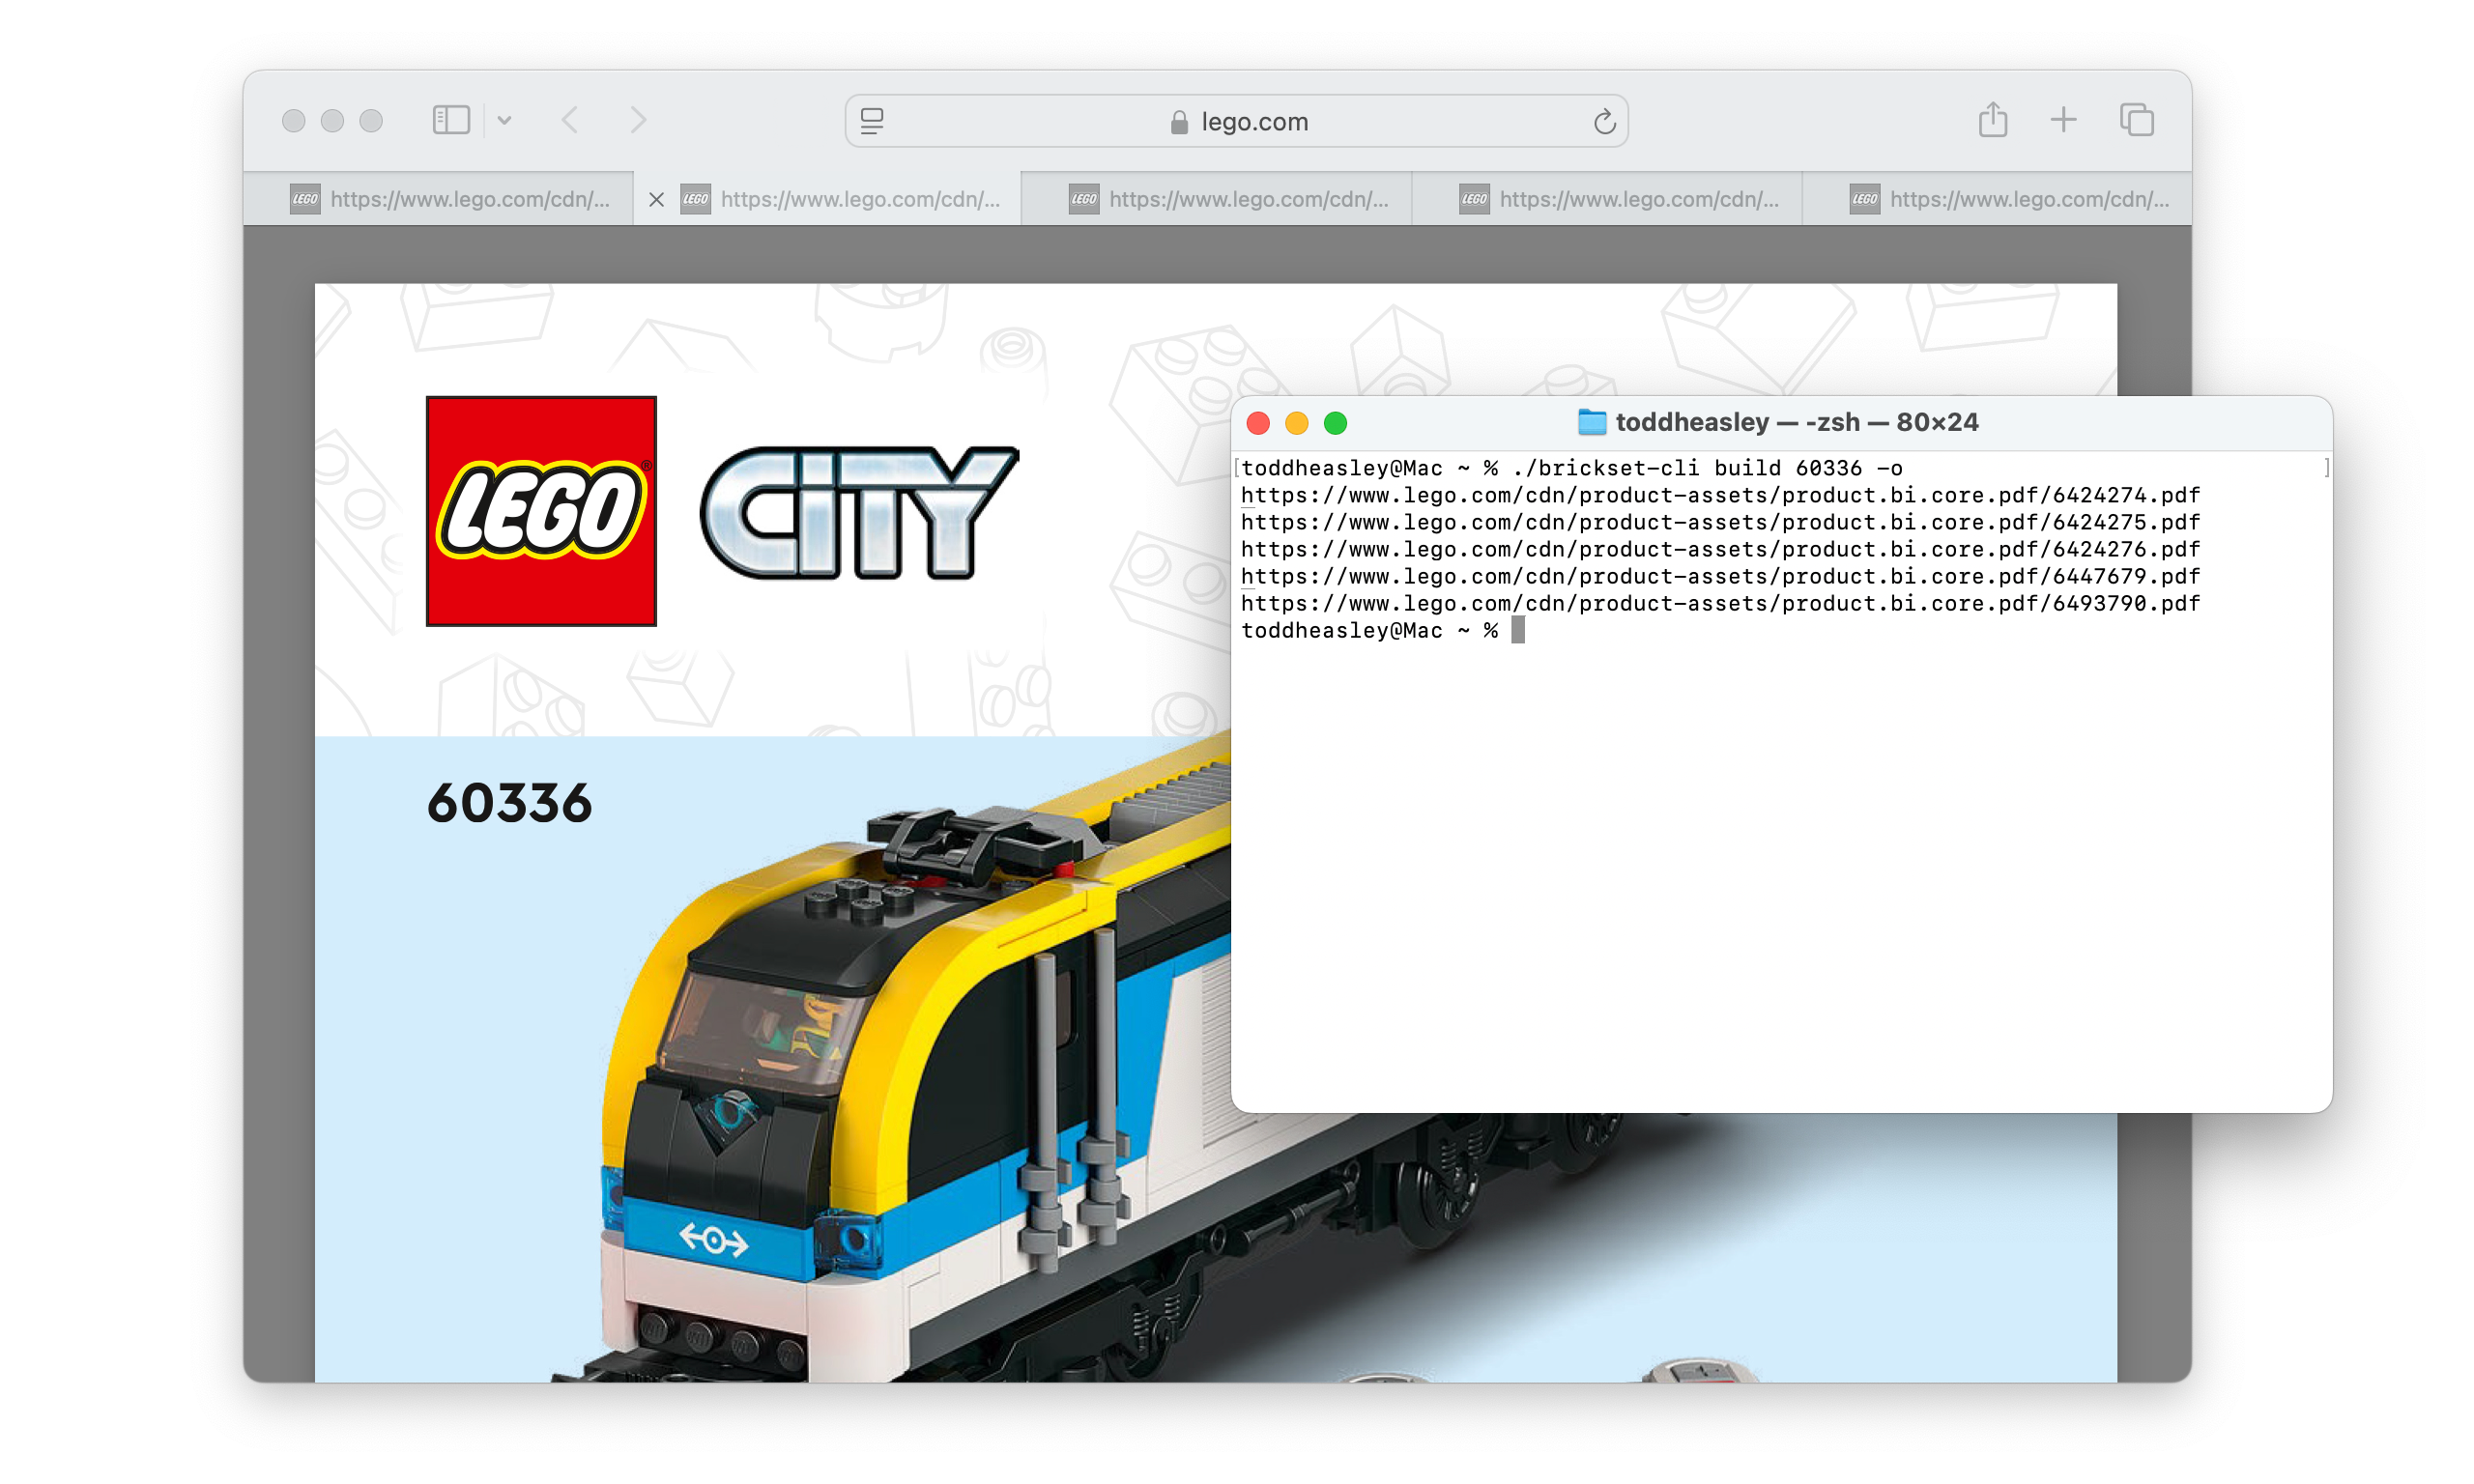 lego.com
LEGO https://www.lego.com/cdn/...
LEGO https://www.lego.com/cdn/...
LEGO https://www.lego.com/cdn/...
LEGO https://www.lego.com/cdn/...
LEGO https://www.lego.com/cdn/...
LEGO® CITY
60336
toddheasley — -zsh — 80×24
[toddheasley@Mac ~ % ./brickset-cli build 60336 -o ]
https://www.lego.com/cdn/product-assets/product.bi.core.pdf/6424274.pdf
https://www.lego.com/cdn/product-assets/product.bi.core.pdf/6424275.pdf
https://www.lego.com/cdn/product-assets/product.bi.core.pdf/6424276.pdf
https://www.lego.com/cdn/product-assets/product.bi.core.pdf/6447679.pdf
https://www.lego.com/cdn/product-assets/product.bi.core.pdf/6493790.pdf
toddheasley@Mac ~ %